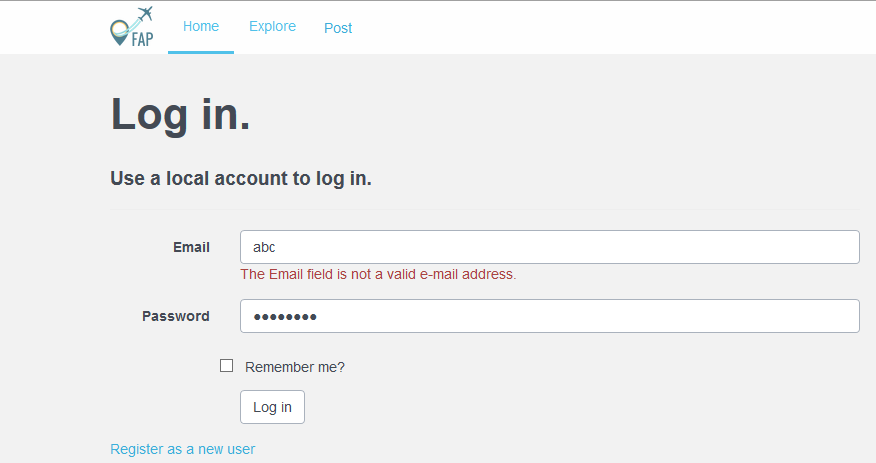 FAP
Home Explore Post
Log in.
Use a local account to log in.
Email abc
The Email field is not a valid e-mail address.
Password ••••••••
Remember me?
Log in
Register as a new user